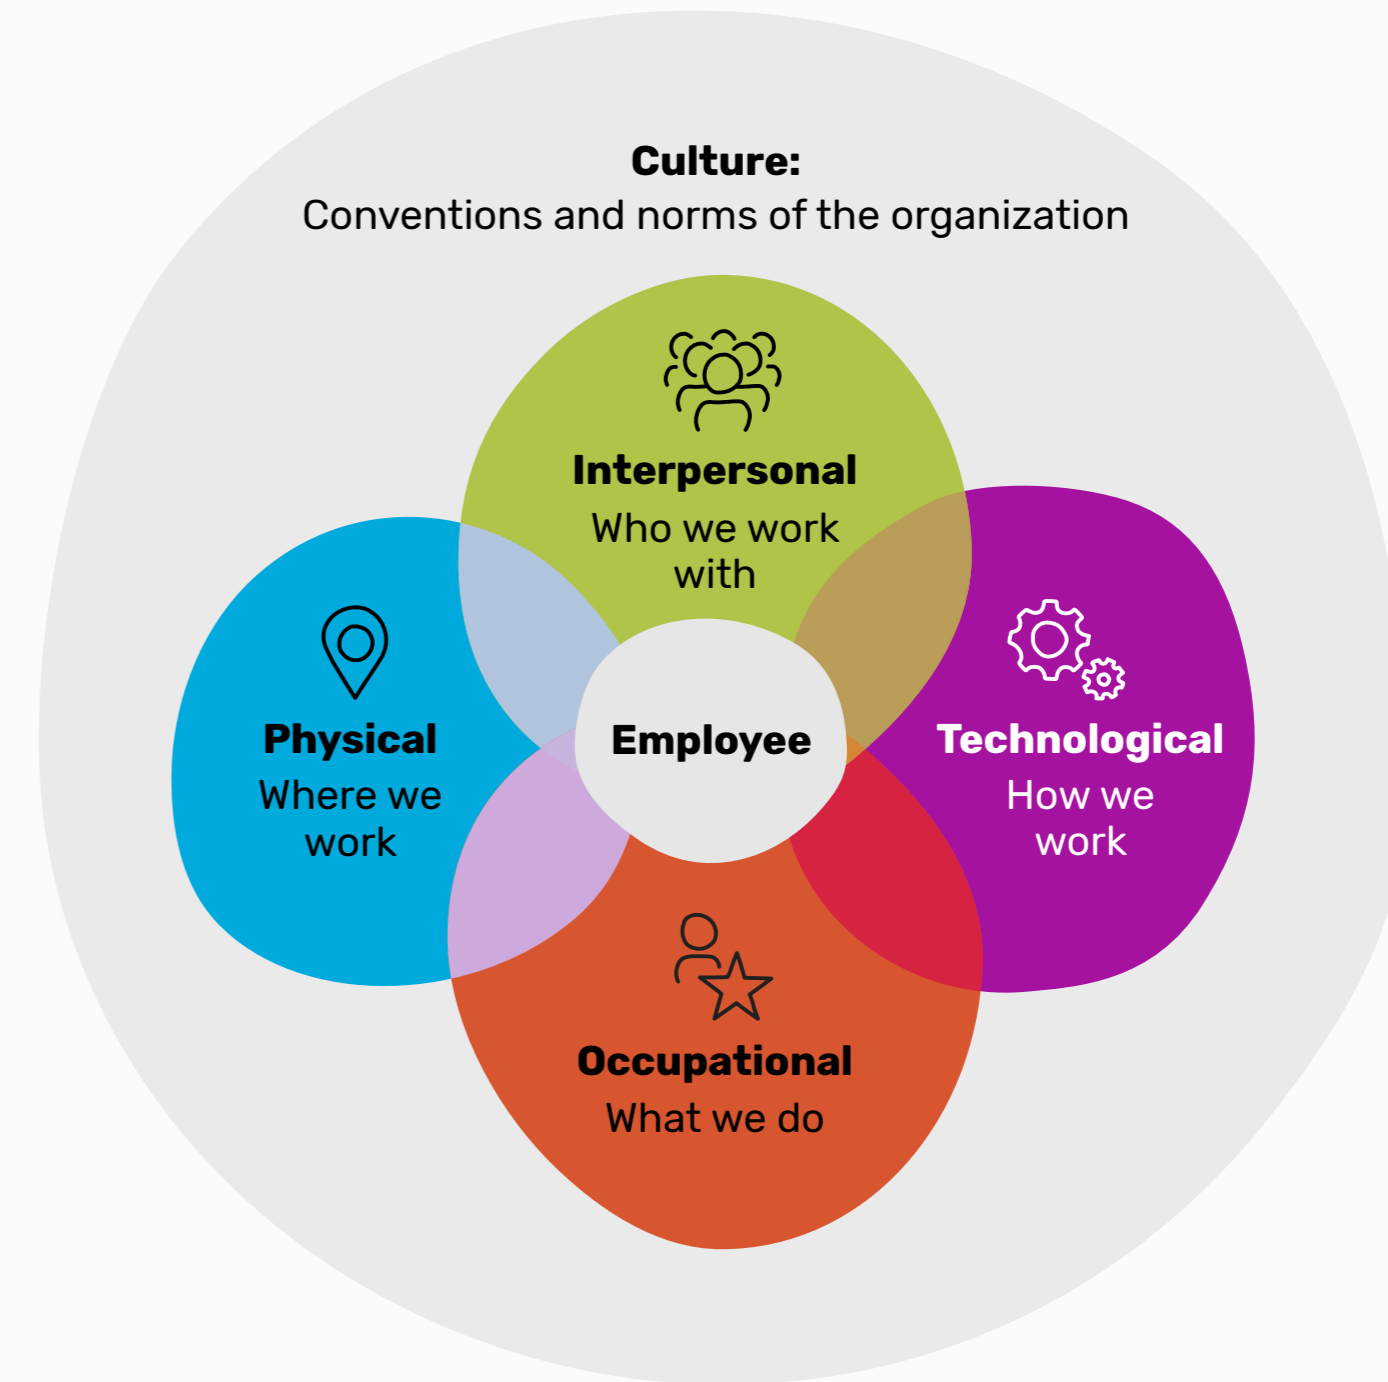 Culture:
Conventions and norms of the organization
Interpersonal
Who we work
with
Physical
Where we
work
Employee
Technological
How we
work
Occupational
What we do